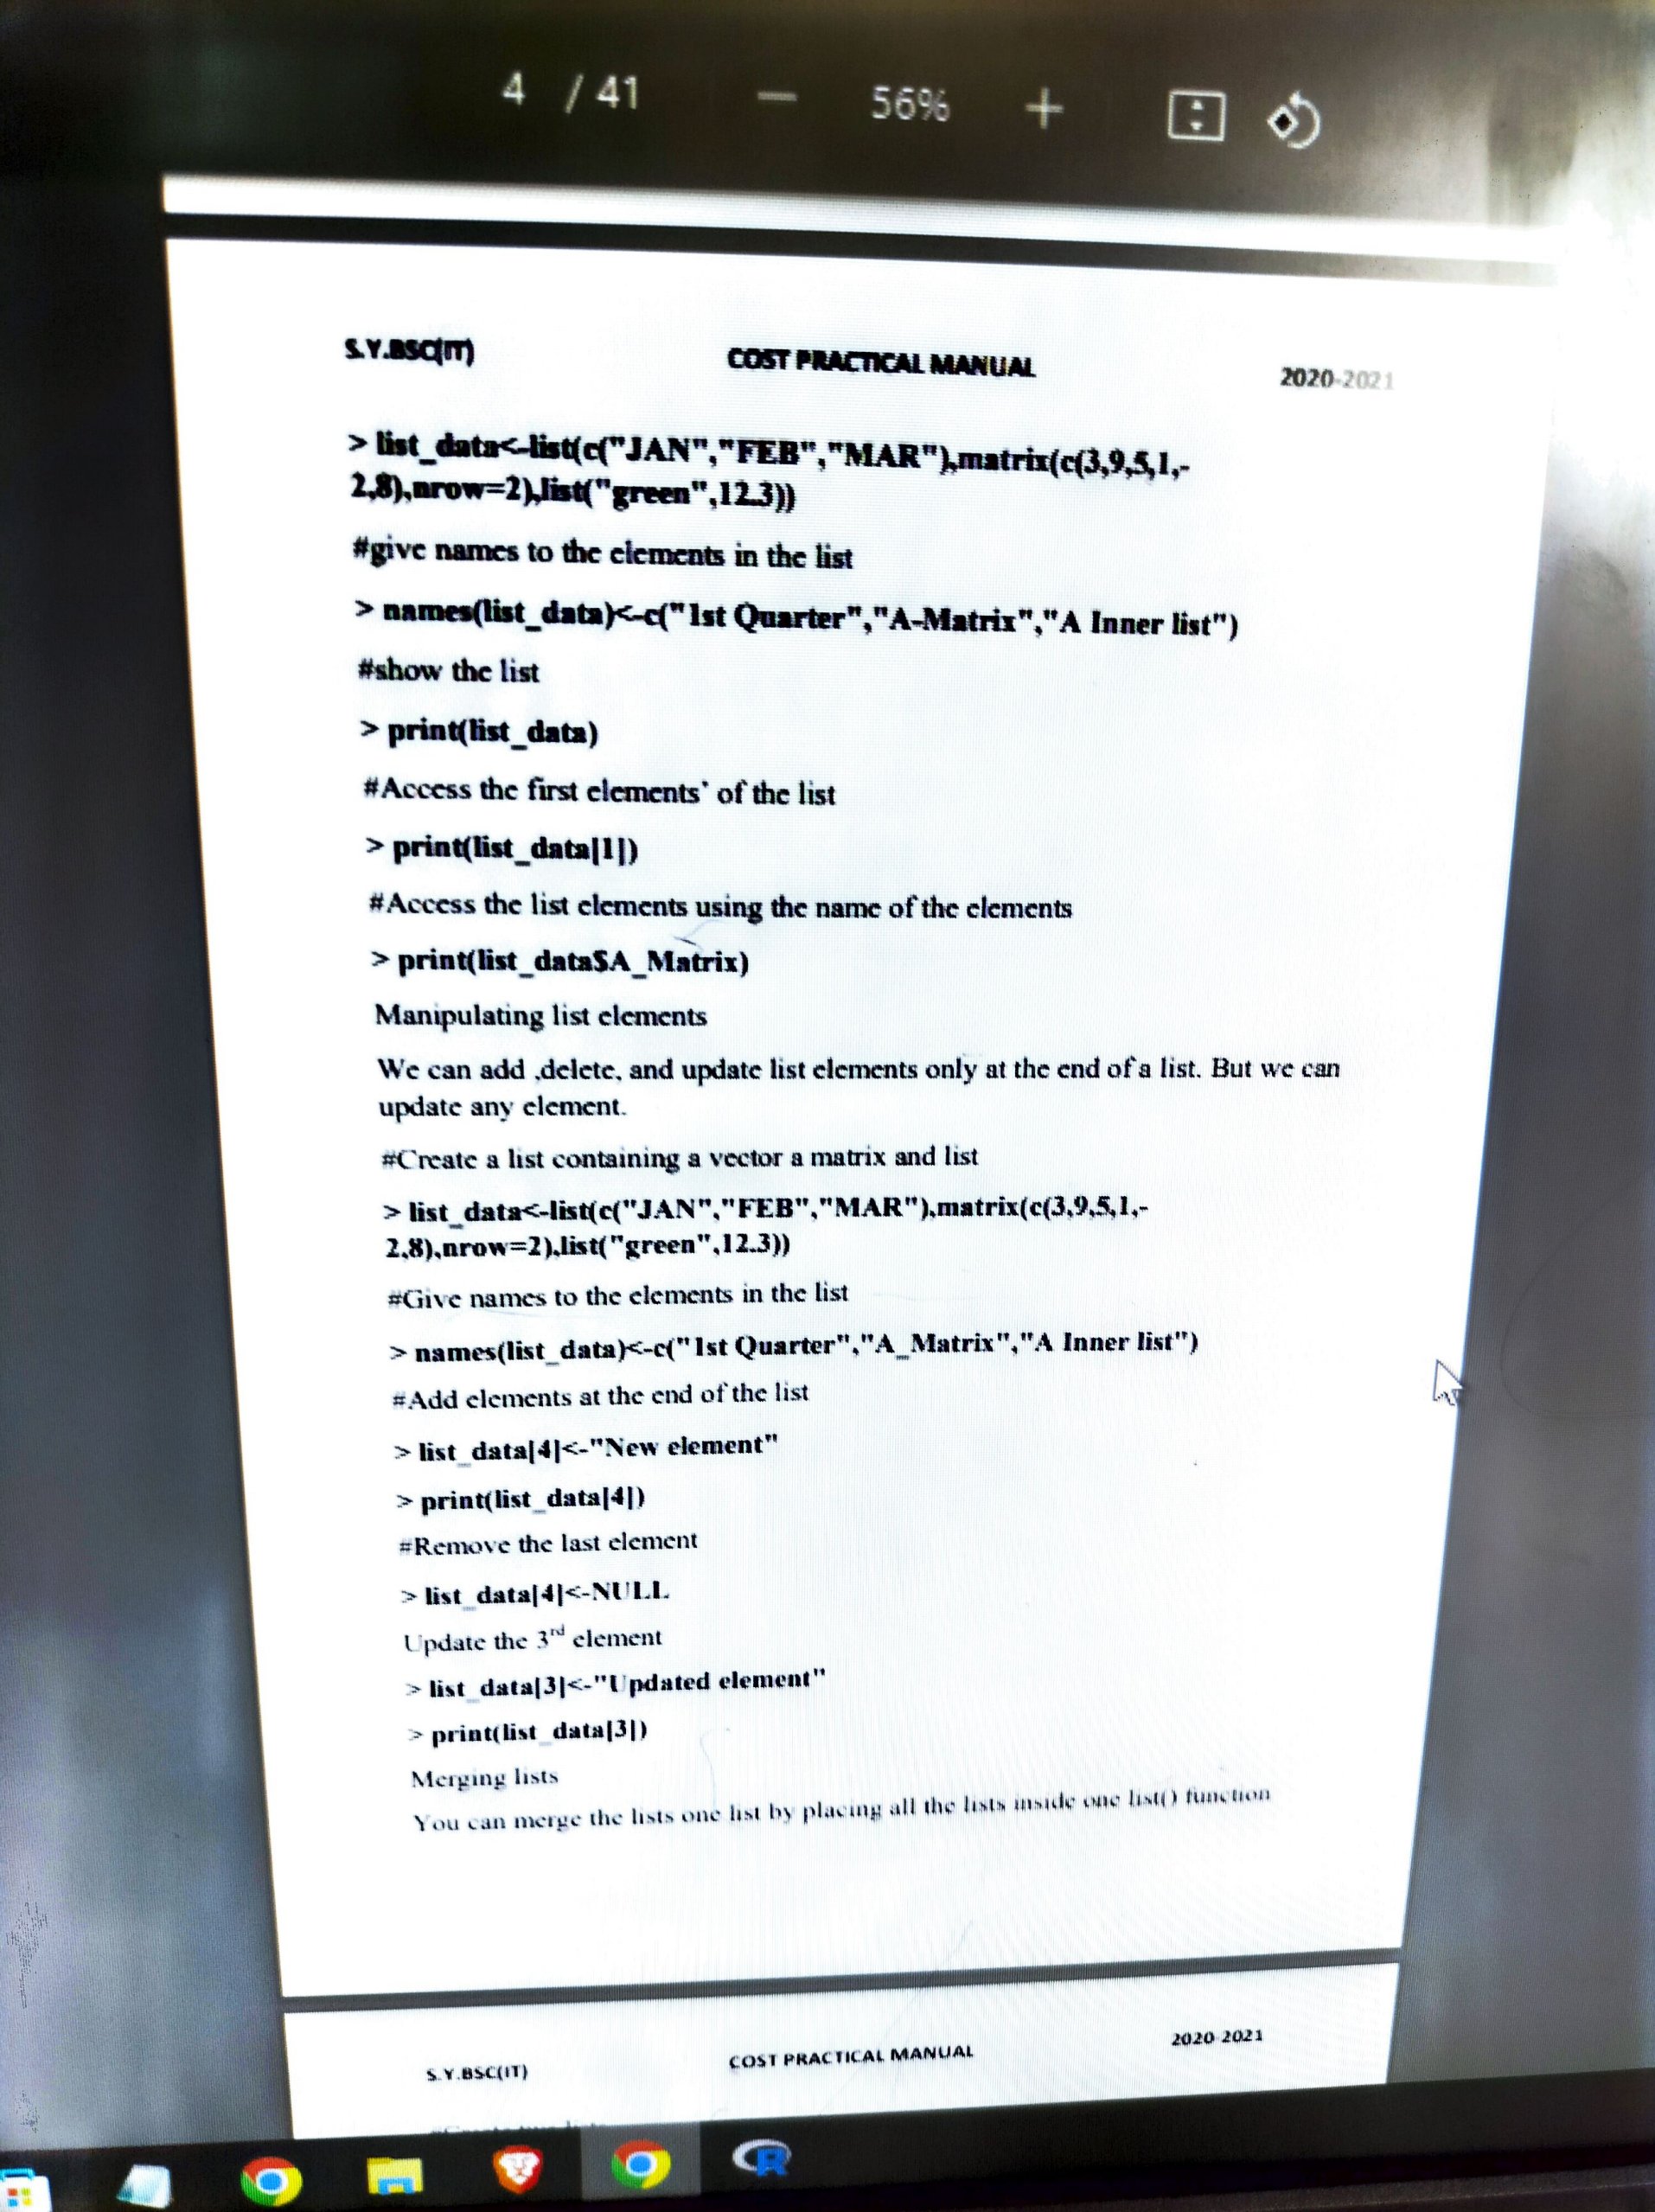 4 / 41 — 56% +
S.Y.BSC(IT) COST PRACTICAL MANUAL 2020-2021
> list_data<-list(c("JAN","FEB","MAR"),matrix(c(3,9,5,1,-
2,8),nrow=2),list("green",12.3))
#give names to the elements in the list
> names(list_data)<-c("1st Quarter","A-Matrix","A Inner list")
#show the list
> print(list_data)
#Access the first elements' of the list
> print(list_data[1])
#Access the list elements using the name of the elements
> print(list_data$A_Matrix)
Manipulating list elements
We can add ,delete, and update list elements only at the end of a list. But we can
update any element.
#Create a list containing a vector a matrix and list
> list_data<-list(c("JAN","FEB","MAR"),matrix(c(3,9,5,1,-
2,8),nrow=2),list("green",12.3))
#Give names to the elements in the list
> names(list_data)<-c("1st Quarter","A_Matrix","A Inner list")
#Add elements at the end of the list
> list_data[4]<-"New element"
> print(list_data[4])
#Remove the last element
> list_data[4]<-NULL
Update the 3rd element
> list_data[3]<-"Updated element"
> print(list_data[3])
Merging lists
You can merge the lists one list by placing all the lists inside one list() function
S.Y.BSC(IT) COST PRACTICAL MANUAL 2020-2021